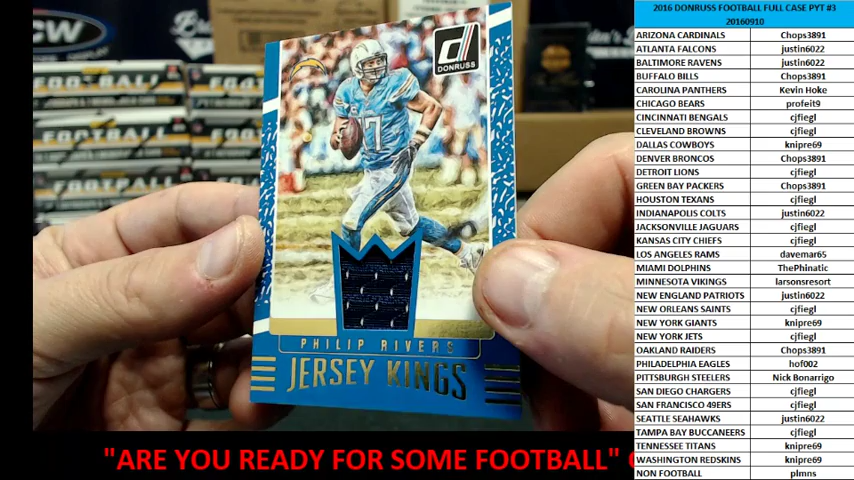 CW
FOO BALL
FOOTBALL
FOOTBALL
DONRUSS
17
PHILIP RIVERS
JERSEY KINGS
"ARE YOU READY FOR SOME FOOTBALL"
2016 DONRUSS FOOTBALL FULL CASE PYT #3
20160910
ARIZONA CARDINALS Chops3891
ATLANTA FALCONS justin6022
BALTIMORE RAVENS justin6022
BUFFALO BILLS Chops3891
CAROLINA PANTHERS Kevin Hoke
CHICAGO BEARS profeit9
CINCINNATI BENGALS cjfiegl
CLEVELAND BROWNS cjfiegl
DALLAS COWBOYS knipre69
DENVER BRONCOS Chops3891
DETROIT LIONS cjfiegl
GREEN BAY PACKERS Chops3891
HOUSTON TEXANS cjfiegl
INDIANAPOLIS COLTS justin6022
JACKSONVILLE JAGUARS cjfiegl
KANSAS CITY CHIEFS cjfiegl
LOS ANGELES RAMS davemar65
MIAMI DOLPHINS ThePhinatic
MINNESOTA VIKINGS larsonsresort
NEW ENGLAND PATRIOTS justin6022
NEW ORLEANS SAINTS cjfiegl
NEW YORK GIANTS knipre69
NEW YORK JETS cjfiegl
OAKLAND RAIDERS Chops3891
PHILADELPHIA EAGLES hof002
PITTSBURGH STEELERS Nick Bonarrigo
SAN DIEGO CHARGERS cjfiegl
SAN FRANCISCO 49ERS cjfiegl
SEATTLE SEAHAWKS justin6022
TAMPA BAY BUCCANEERS cjfiegl
TENNESSEE TITANS knipre69
WASHINGTON REDSKINS knipre69
NON FOOTBALL plmns